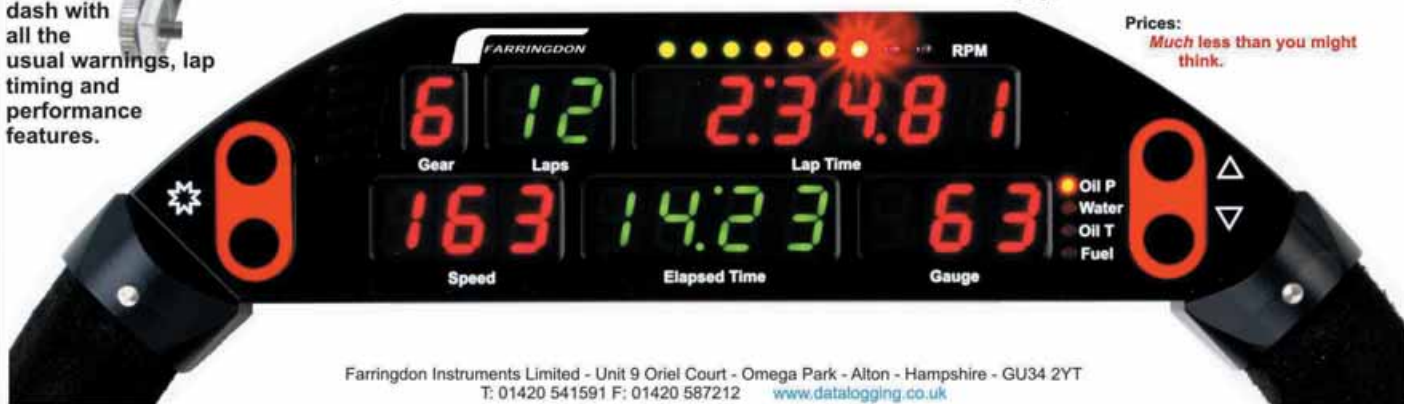 dash with
all the
usual warnings, lap
timing and
performance
features.
Prices:
Much less than you might
think.
FARRINGDON
RPM
6
12
2:34.81
Gear
Laps
Lap Time
163
14:23
63
Oil P
Water
Oil T
Fuel
Speed
Elapsed Time
Gauge
Farringdon Instruments Limited - Unit 9 Oriel Court - Omega Park - Alton - Hampshire - GU34 2YT
T: 01420 541591 F: 01420 587212 www.datalogging.co.uk